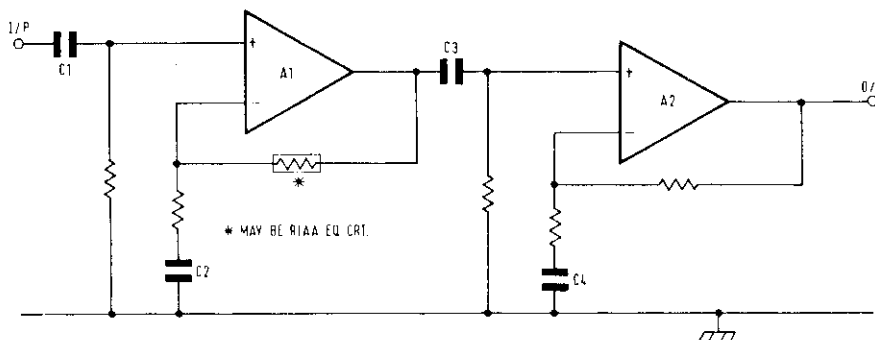 I/P
C1
A1
C3
A2
O/
* MAY BE RIAA EQ CRT.
*
C2
C4